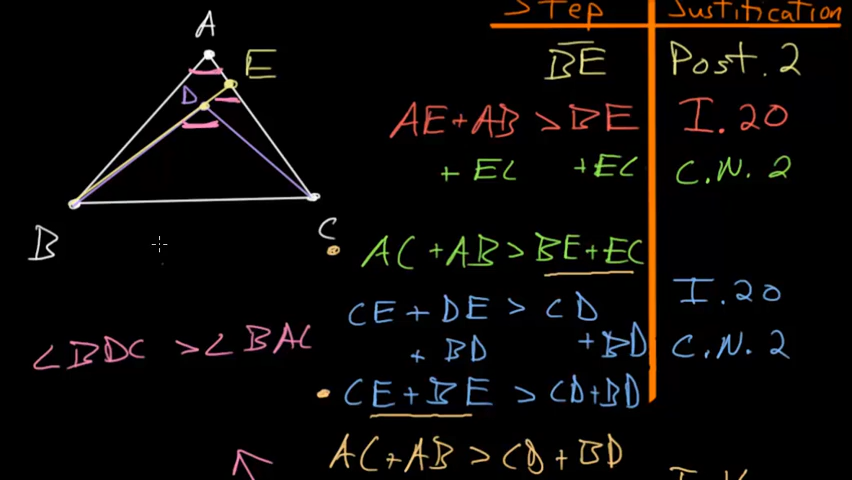 Step Justification
A
E
BE Post. 2
D
AE+AB >BE I. 20
+ EC +EC C.N. 2
B
C
AC+AB> BE+EC
CE + DE > CD I. 20
∠BDC >∠BAC
+ BD +BD C.N. 2
CE+BE > CD+BD
AC+AB >CD+BD